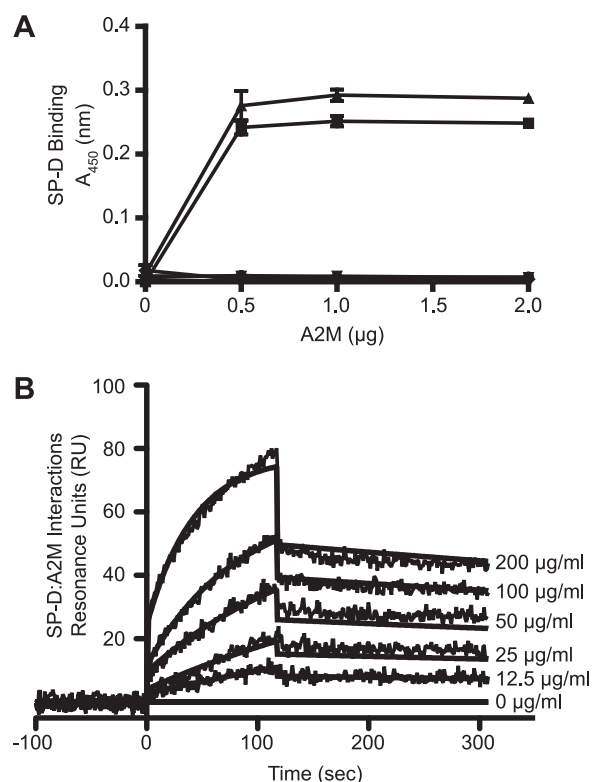 A
SP-D Binding
A450 (nm)
0.4
0.3
0.2
0.1
0.0
0
0.5
1.0
1.5
2.0
A2M (µg)
B
SP-D:A2M Interactions
Resonance Units (RU)
100
80
60
40
20
200 µg/ml
100 µg/ml
50 µg/ml
25 µg/ml
12.5 µg/ml
0 µg/ml
-100
0
100
200
300
Time (sec)